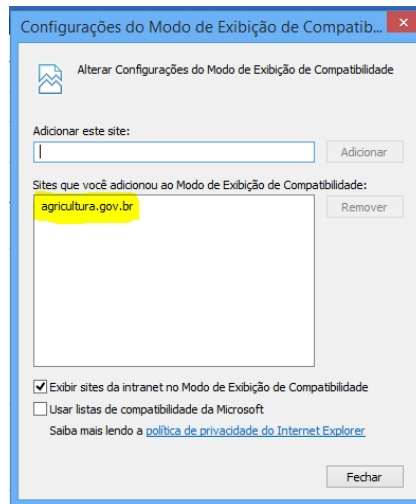 Configurações do Modo de Exibição de Compatib...
Alterar Configurações do Modo de Exibição de Compatibilidade
Adicionar este site:
Adicionar
Sites que você adicionou ao Modo de Exibição de Compatibilidade:
agricultura.gov.br
Remover
Exibir sites da intranet no Modo de Exibição de Compatibilidade
Usar listas de compatibilidade da Microsoft
Saiba mais lendo a política de privacidade do Internet Explorer
Fechar